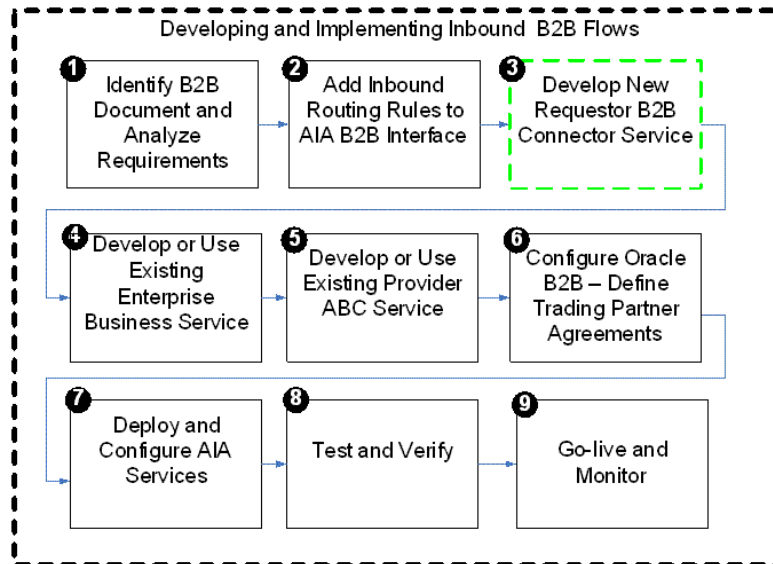 Developing and Implementing Inbound B2B Flows
1
Identify B2B
Document and
Analyze
Requirements
2
Add Inbound
Routing Rules to
AIA B2B Interface
3
Develop New
Requestor B2B
Connector Service
4
Develop or Use
Existing
Enterprise
Business Service
5
Develop or Use
Existing Provider
ABC Service
6
Configure Oracle
B2B – Define
Trading Partner
Agreements
7
Deploy and
Configure AIA
Services
8
Test and Verify
9
Go-live and
Monitor